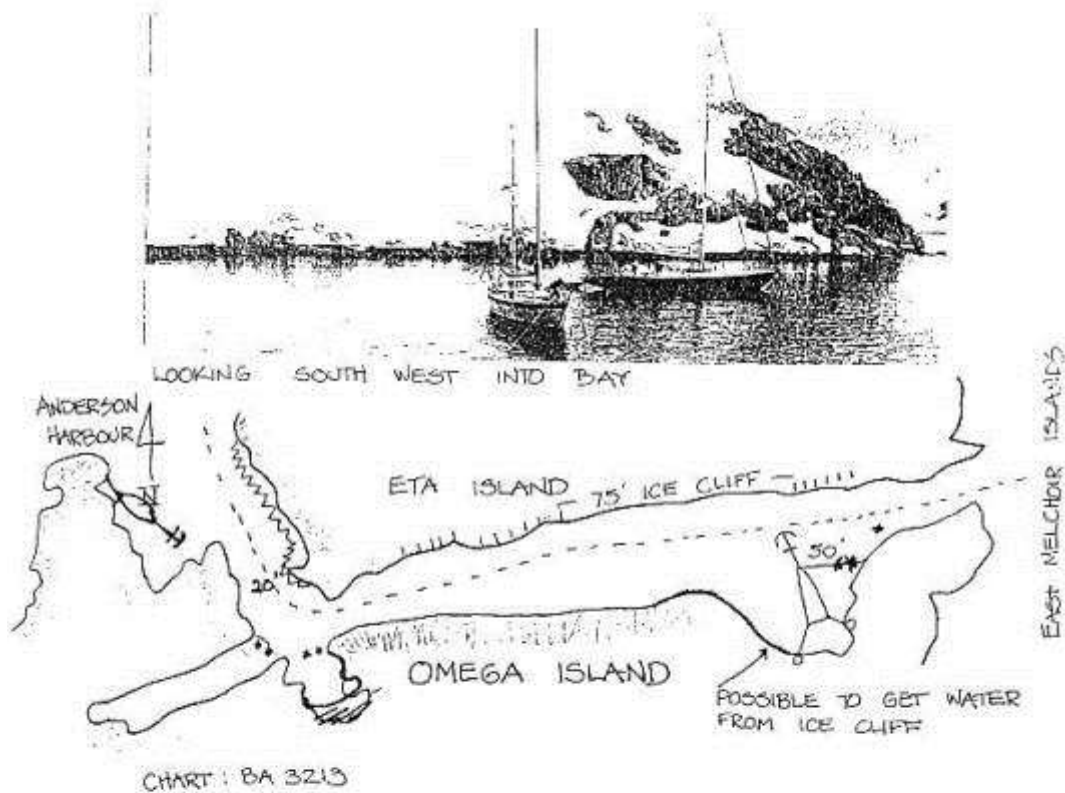 LOOKING SOUTH WEST INTO BAY
ANDERSON
HARBOUR
N
ETA ISLAND
75' ICE CLIFF
EAST MELCHOIR ISLANDS
20'
50'
OMEGA ISLAND
POSSIBLE TO GET WATER
FROM ICE CLIFF
CHART: BA 3213